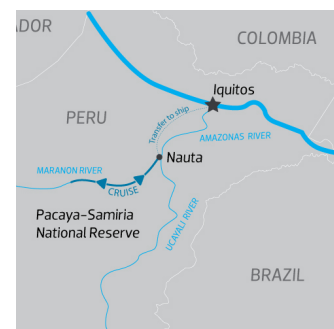 ADOR
COLOMBIA
Iquitos
PERU
Transfer to ship
AMAZONAS RIVER
Nauta
MARANON RIVER
CRUISE
Pacaya-Samiria
National Reserve
UCAYALI RIVER
BRAZIL